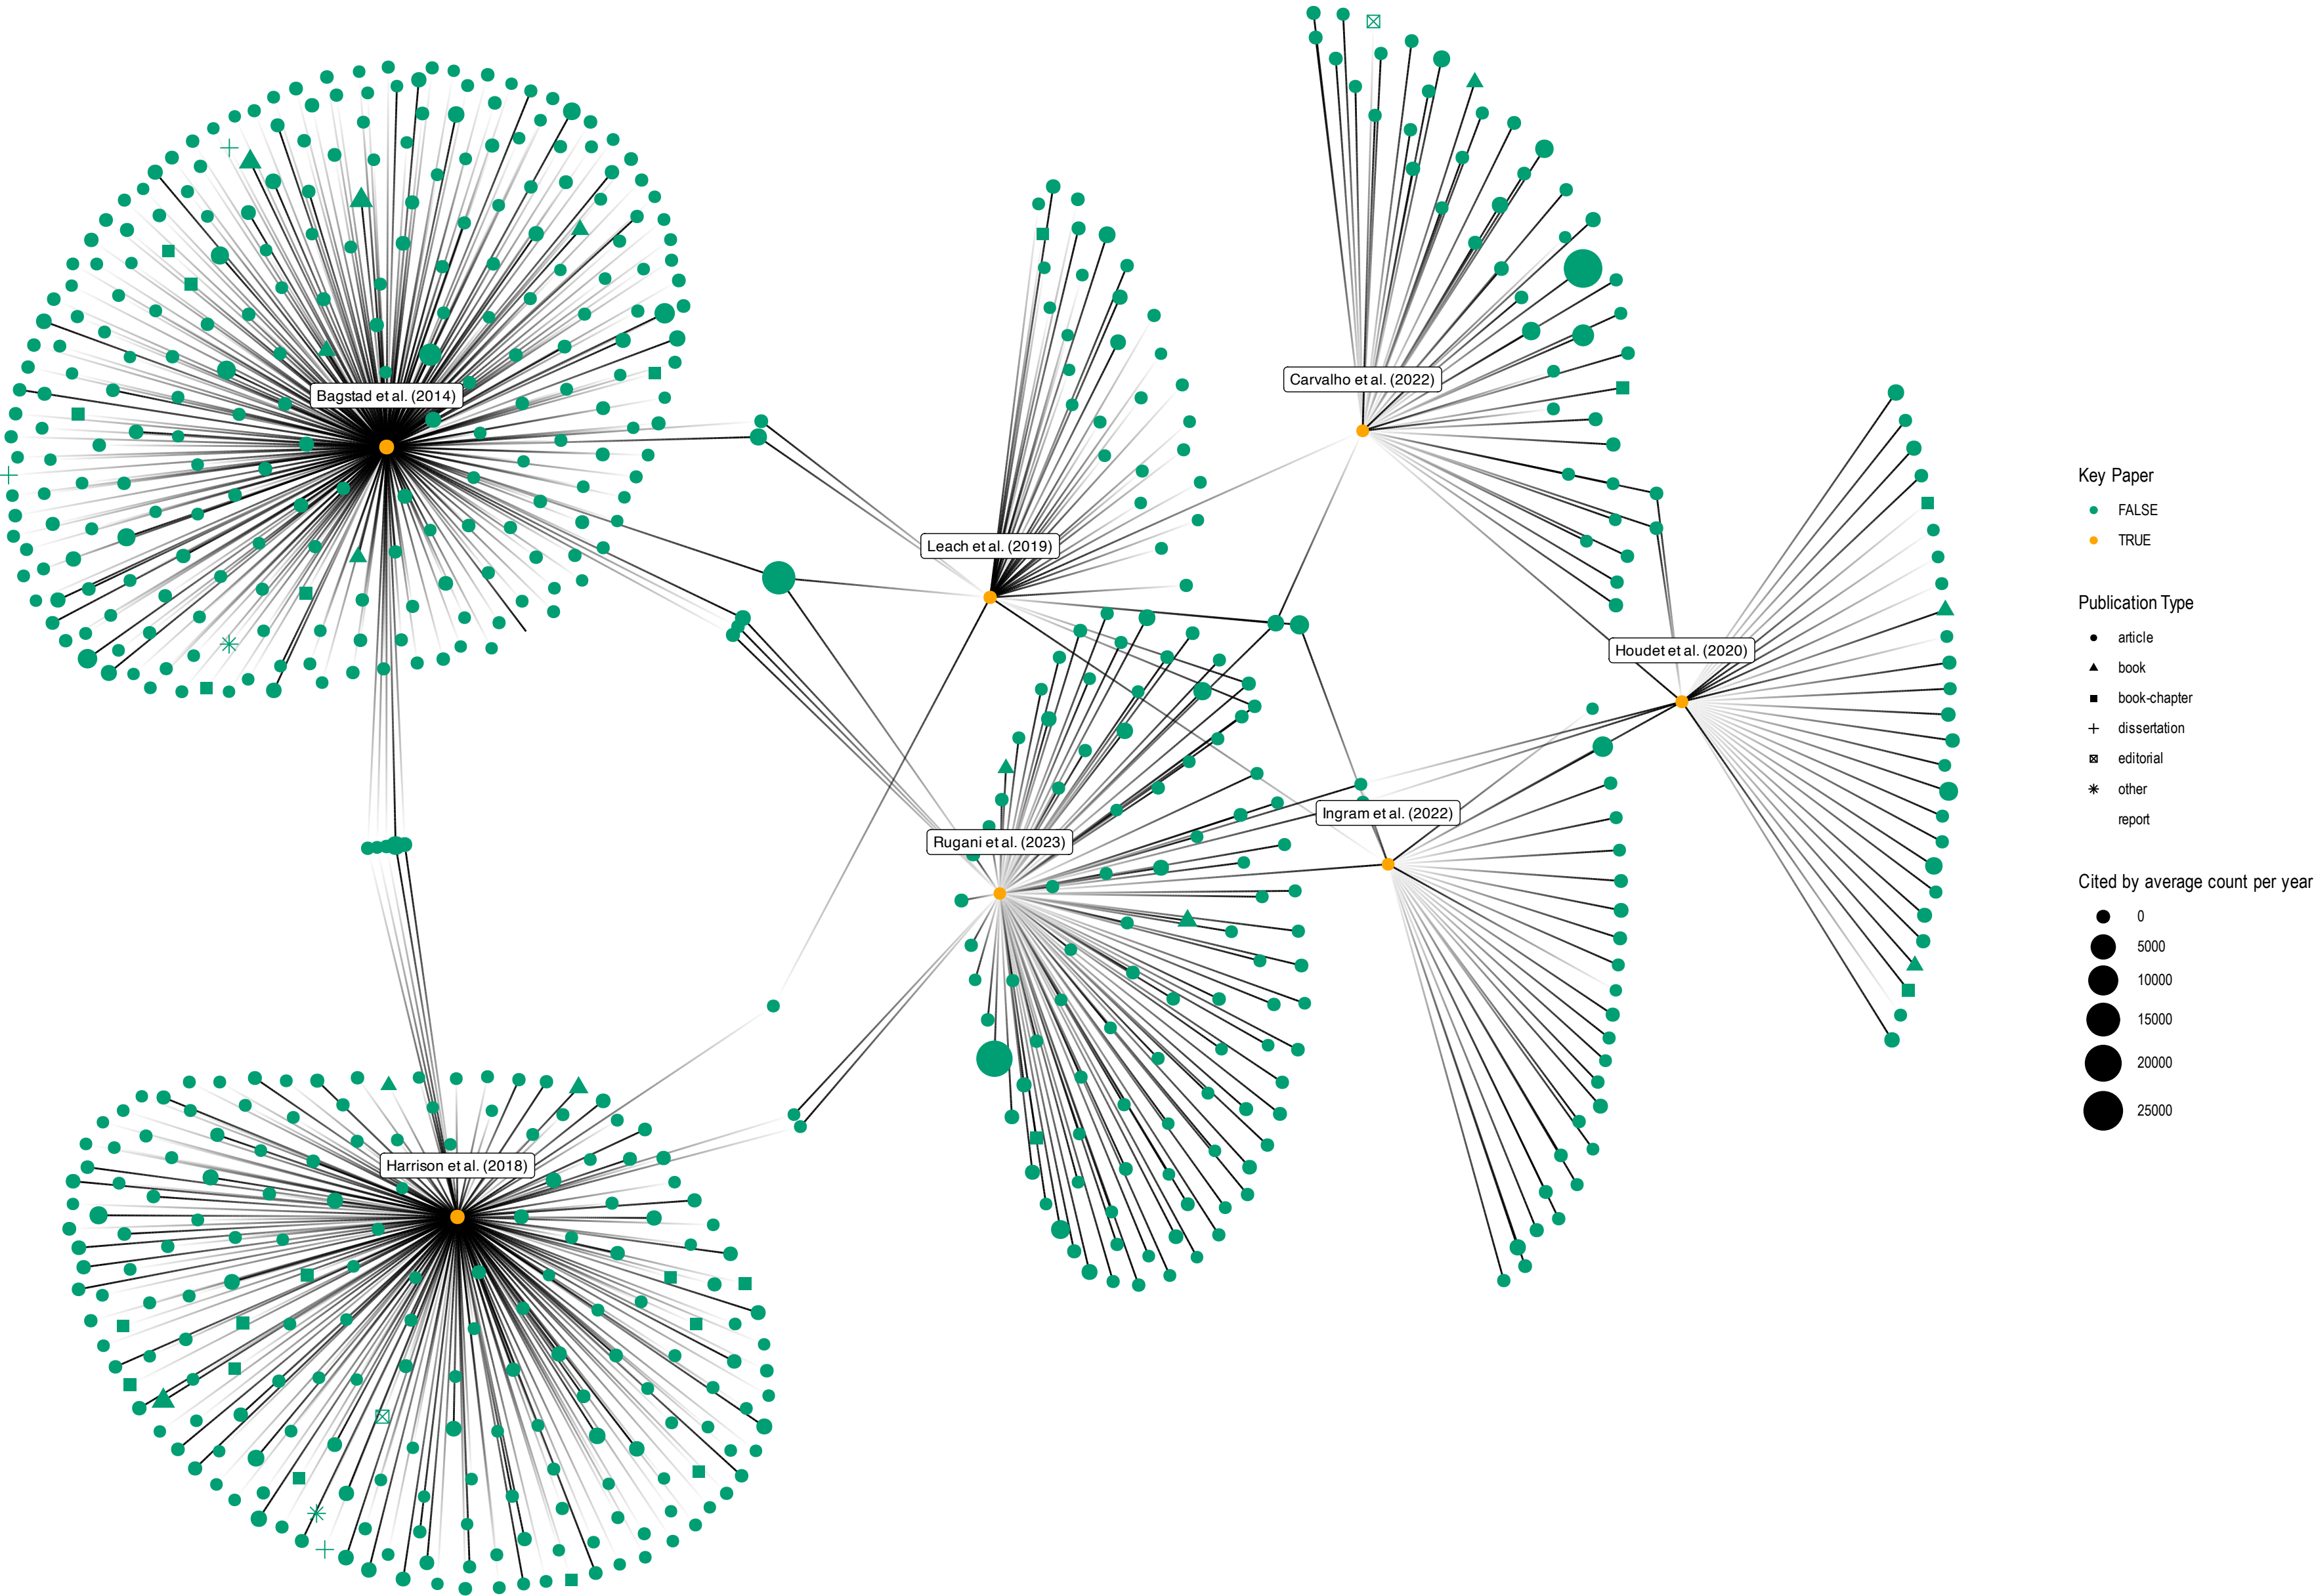 Bagstad et al. (2014)
Carvalho et al. (2022)
Leach et al. (2019)
Houdet et al. (2020)
Ingram et al. (2022)
Rugani et al. (2023)
Harrison et al. (2018)
Key Paper
FALSE
TRUE
Publication Type
article
book
book-chapter
dissertation
editorial
other
report
Cited by average count per year
0
5000
10000
15000
20000
25000